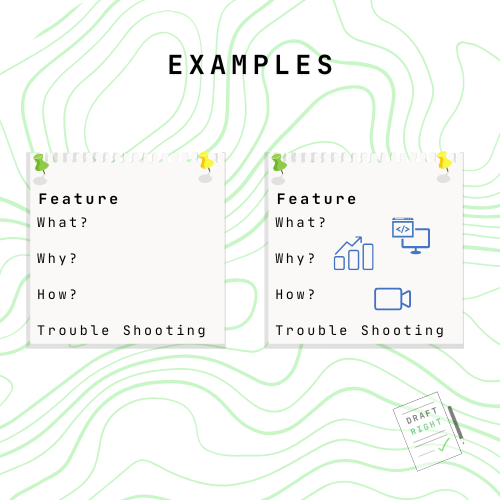 EXAMPLES
Feature
What?
Why?
How?
Trouble Shooting
Feature
What?
</>
Why?
How?
Trouble Shooting
DRAFT
RIGHT